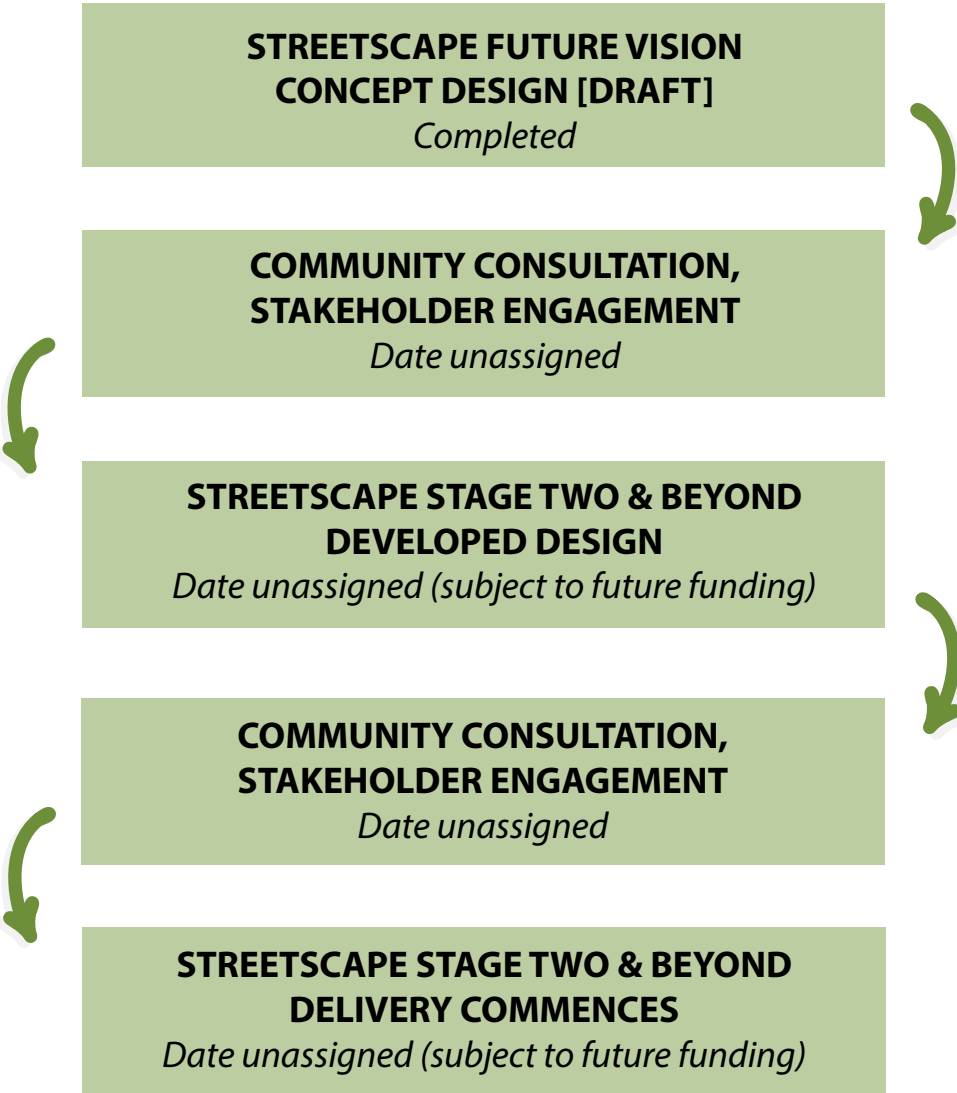 STREETSCAPE FUTURE VISION
CONCEPT DESIGN [DRAFT]
Completed
COMMUNITY CONSULTATION,
STAKEHOLDER ENGAGEMENT
Date unassigned
STREETSCAPE STAGE TWO & BEYOND
DEVELOPED DESIGN
Date unassigned (subject to future funding)
COMMUNITY CONSULTATION,
STAKEHOLDER ENGAGEMENT
Date unassigned
STREETSCAPE STAGE TWO & BEYOND
DELIVERY COMMENCES
Date unassigned (subject to future funding)